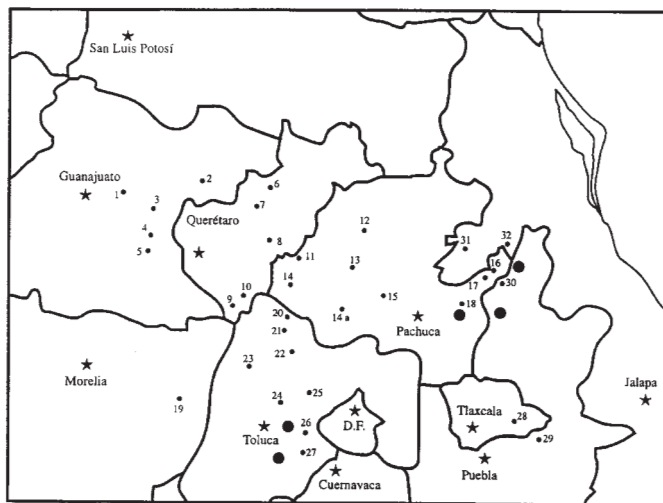 San Luis Potosí
Guanajuato
1
2
3
4
5
6
7
Querétaro
8
9
10
11
12
13
14
14a
15
31
32
16
17
18
30
Pachuca
20
21
22
23
Morelia
19
24
25
D.F.
Toluca
26
27
Cuernavaca
Tlaxcala
28
29
Puebla
Jalapa